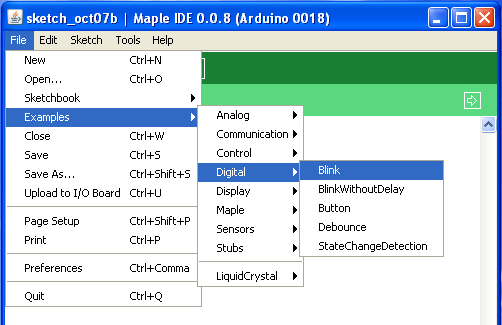 sketch_oct07b | Maple IDE 0.0.8 (Arduino 0018)
File Edit Sketch Tools Help
New Ctrl+N
Open... Ctrl+O
Sketchbook
Examples
Close Ctrl+W
Save Ctrl+S
Save As... Ctrl+Shift+S
Upload to I/O Board Ctrl+U
Page Setup Ctrl+Shift+P
Print Ctrl+P
Preferences Ctrl+Comma
Quit Ctrl+Q
Analog
Communication
Control
Digital
Display
Maple
Sensors
Stubs
LiquidCrystal
Blink
BlinkWithoutDelay
Button
Debounce
StateChangeDetection